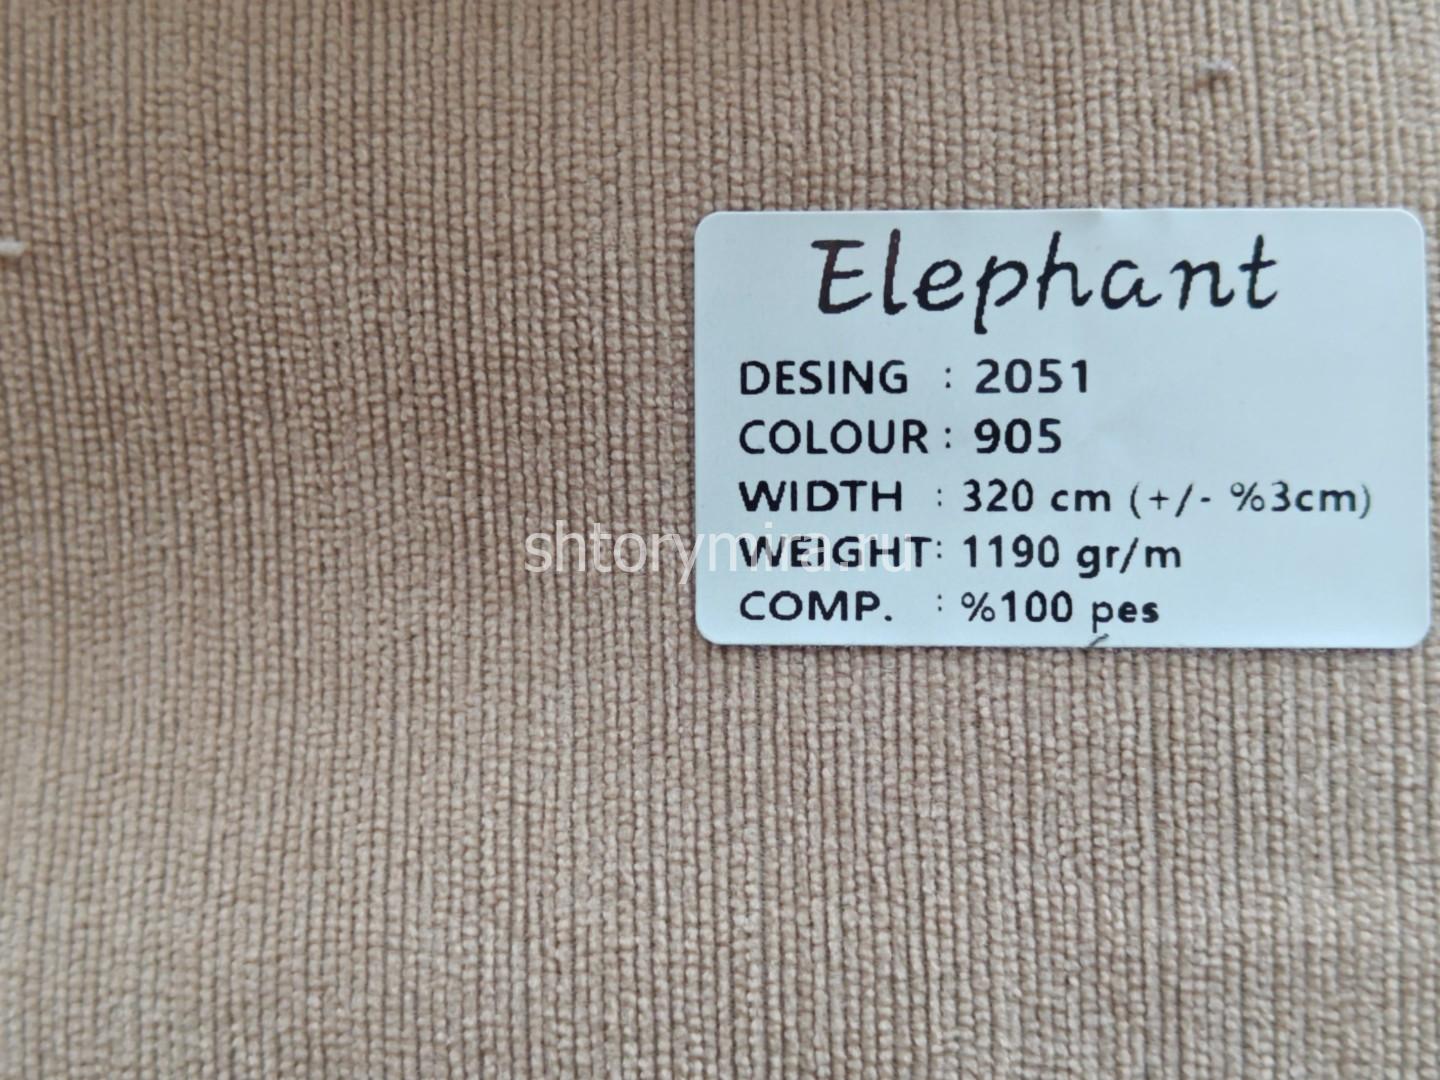 Elephant
DESING : 2051
COLOUR : 905
WIDTH : 320 cm (+/- %3cm)
shtorymira.ru
WEIGHT: 1190 gr/m
COMP. : %100 pes